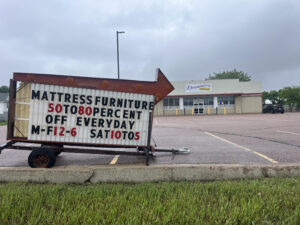 MATTRESS FURNITURE
50 TO 80 PERCENT
OFF EVERYDAY
M-F 12-6 SAT 10 TO 5